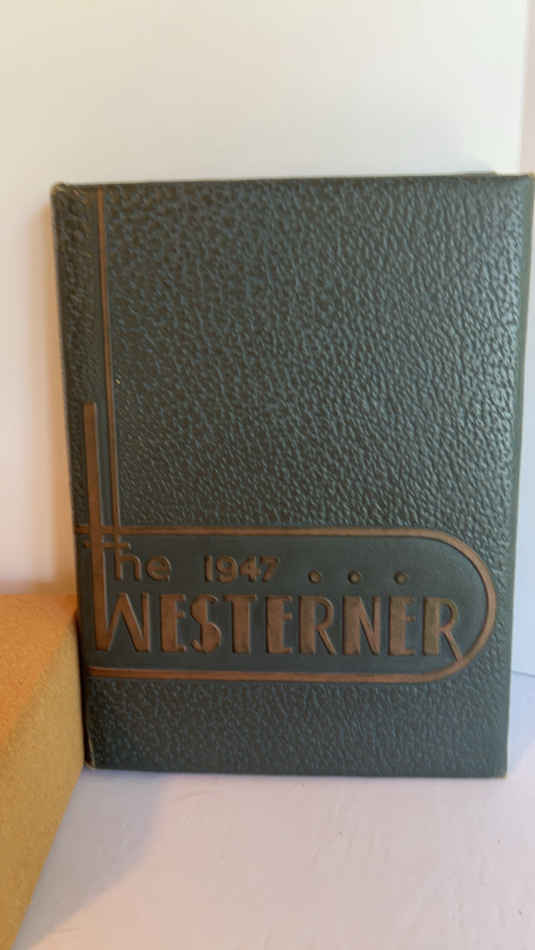 the 1947 . . .
WESTERNER